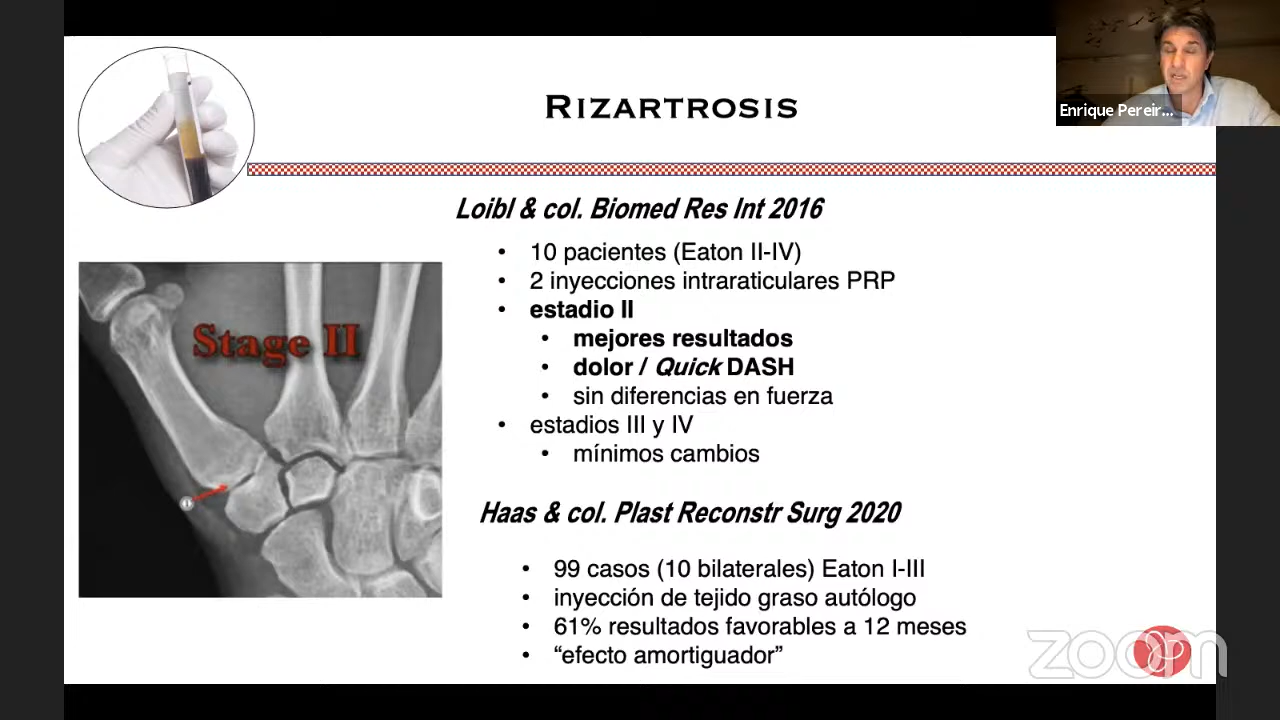 Rizartrosis
Enrique Pereir...
Loibl & col. Biomed Res Int 2016
• 10 pacientes (Eaton II-IV)
• 2 inyecciones intraraticulares PRP
• estadio II
• mejores resultados
• dolor / Quick DASH
• sin diferencias en fuerza
• estadios III y IV
• mínimos cambios
Stage II
Haas & col. Plast Reconstr Surg 2020
• 99 casos (10 bilaterales) Eaton I-III
• inyección de tejido graso autólogo
• 61% resultados favorables a 12 meses
• “efecto amortiguador”
zoom